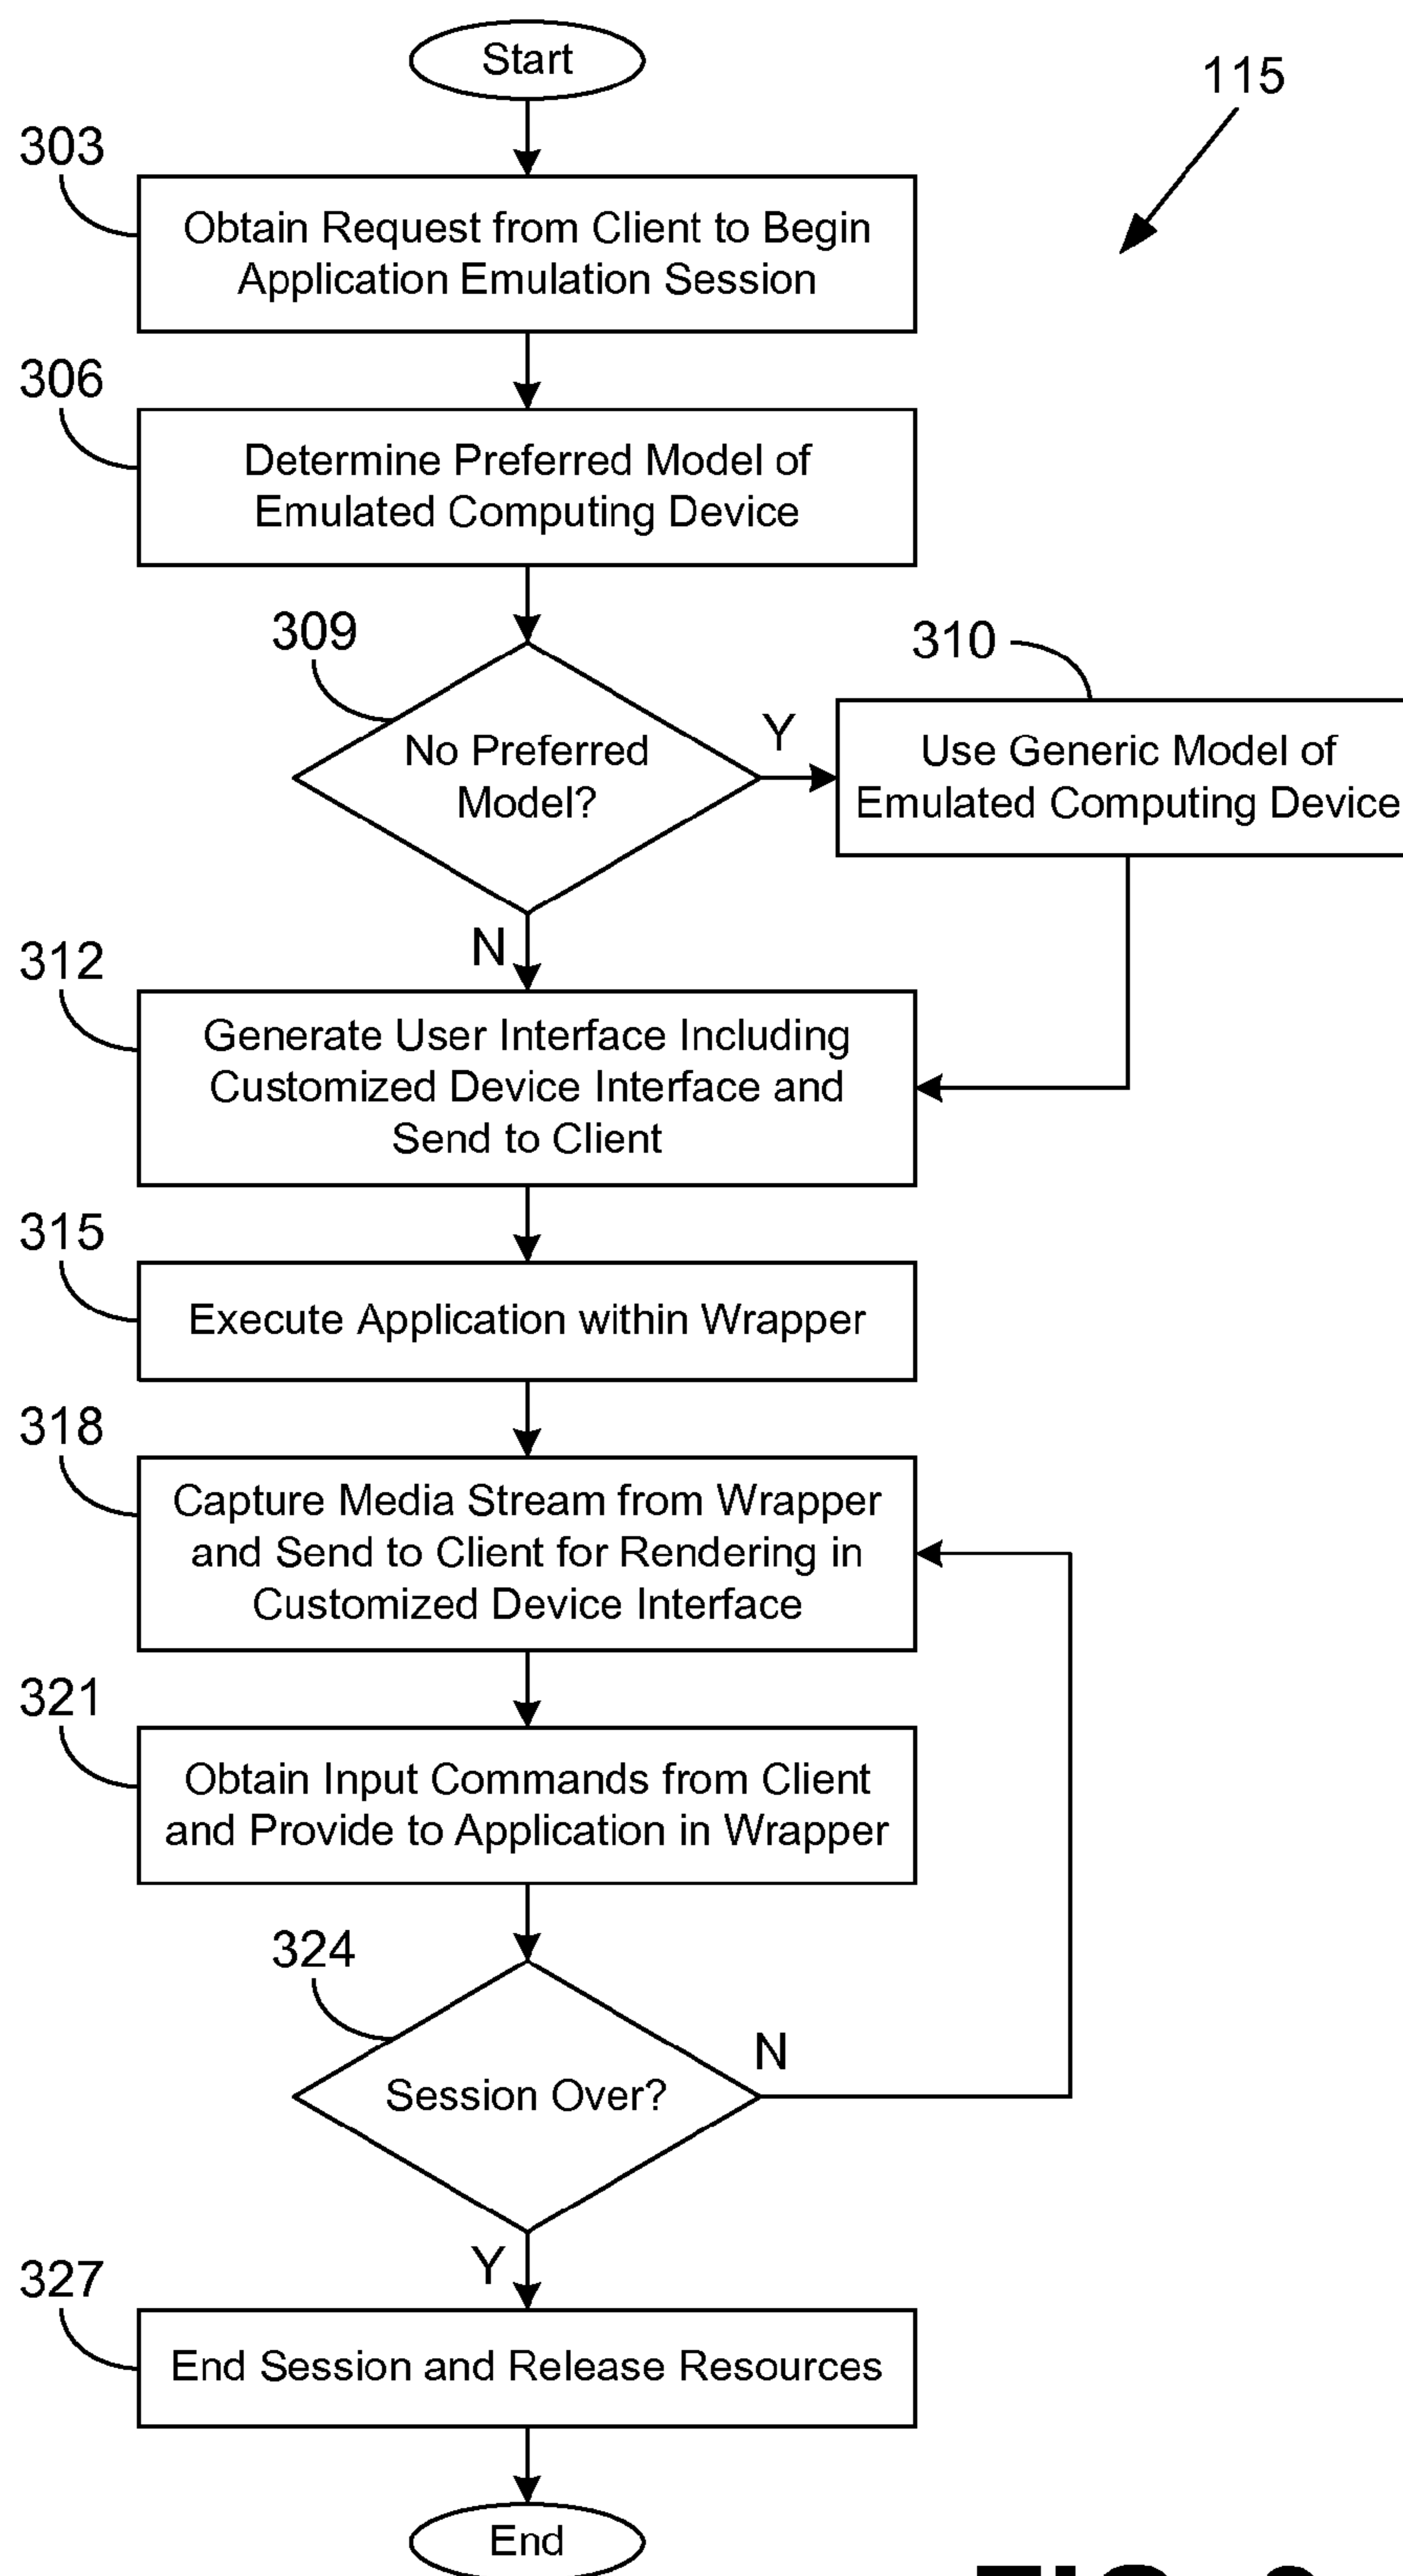 Start
115
303
Obtain Request from Client to Begin
Application Emulation Session
306
Determine Preferred Model of
Emulated Computing Device
309
No Preferred
Model?
Y
310
Use Generic Model of
Emulated Computing Device
N
312
Generate User Interface Including
Customized Device Interface and
Send to Client
315
Execute Application within Wrapper
318
Capture Media Stream from Wrapper
and Send to Client for Rendering in
Customized Device Interface
321
Obtain Input Commands from Client
and Provide to Application in Wrapper
324
Session Over?
N
Y
327
End Session and Release Resources
End